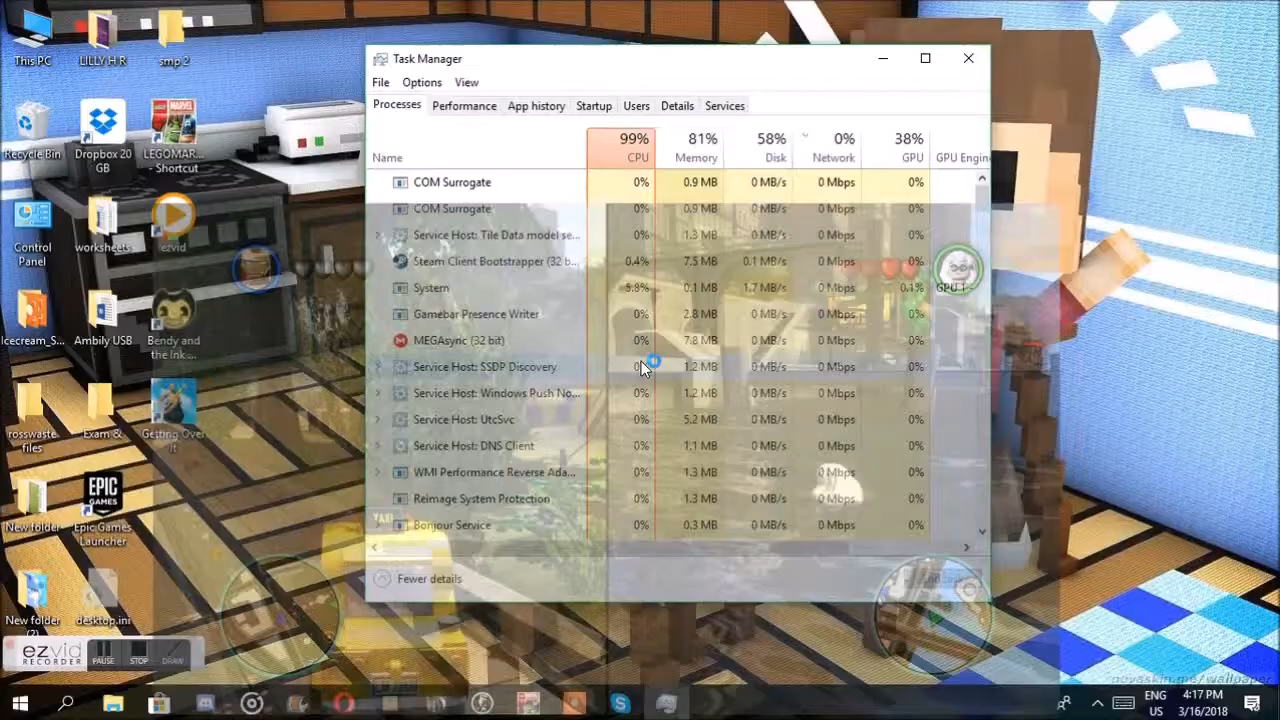 This PC
LILLY H R
smp 2
Recycle Bin
Dropbox 20
GB
LEGOMAR...
- Shortcut
Control
Panel
worksheets
ezvid
Icecream_S...
Ambily USB
Bendy and
the Ink ...
rosswaste
files
Exam &
Getting Over
It
New folder
EPIC
GAMES
Epic Games
Launcher
New folder
(2)
desktop.ini
ezvid
RECORDER
PAUSE
STOP
DRAW
Task Manager
File Options View
Processes Performance App history Startup Users Details Services
99% 81% 58% 0% 38%
Name CPU Memory Disk Network GPU GPU Engin
COM Surrogate 0% 0.9 MB 0 MB/s 0 Mbps 0%
COM Surrogate 0% 0.9 MB 0 MB/s 0 Mbps 0%
Service Host: Tile Data model se... 0% 1.3 MB 0 MB/s 0 Mbps 0%
Steam Client Bootstrapper (32 b... 0.4% 7.5 MB 0.1 MB/s 0 Mbps 0%
System 5.8% 0.1 MB 1.7 MB/s 0 Mbps 0.1% GPU 1 -
Gamebar Presence Writer 0% 2.8 MB 0 MB/s 0 Mbps 0%
MEGAsync (32 bit) 0% 7.8 MB 0 MB/s 0 Mbps 0%
Service Host: SSDP Discovery 0% 1.2 MB 0 MB/s 0 Mbps 0%
Service Host: Windows Push No... 0% 1.2 MB 0 MB/s 0 Mbps 0%
Service Host: UtcSvc 0% 5.2 MB 0 MB/s 0 Mbps 0%
Service Host: DNS Client 0% 1.1 MB 0 MB/s 0 Mbps 0%
WMI Performance Reverse Ada... 0% 1.3 MB 0 MB/s 0 Mbps 0%
Reimage System Protection 0% 1.3 MB 0 MB/s 0 Mbps 0%
Bonjour Service 0% 0.3 MB 0 MB/s 0 Mbps 0%
Fewer details
novaskin.me/wallpaper
ENG
US
4:17 PM
3/16/2018